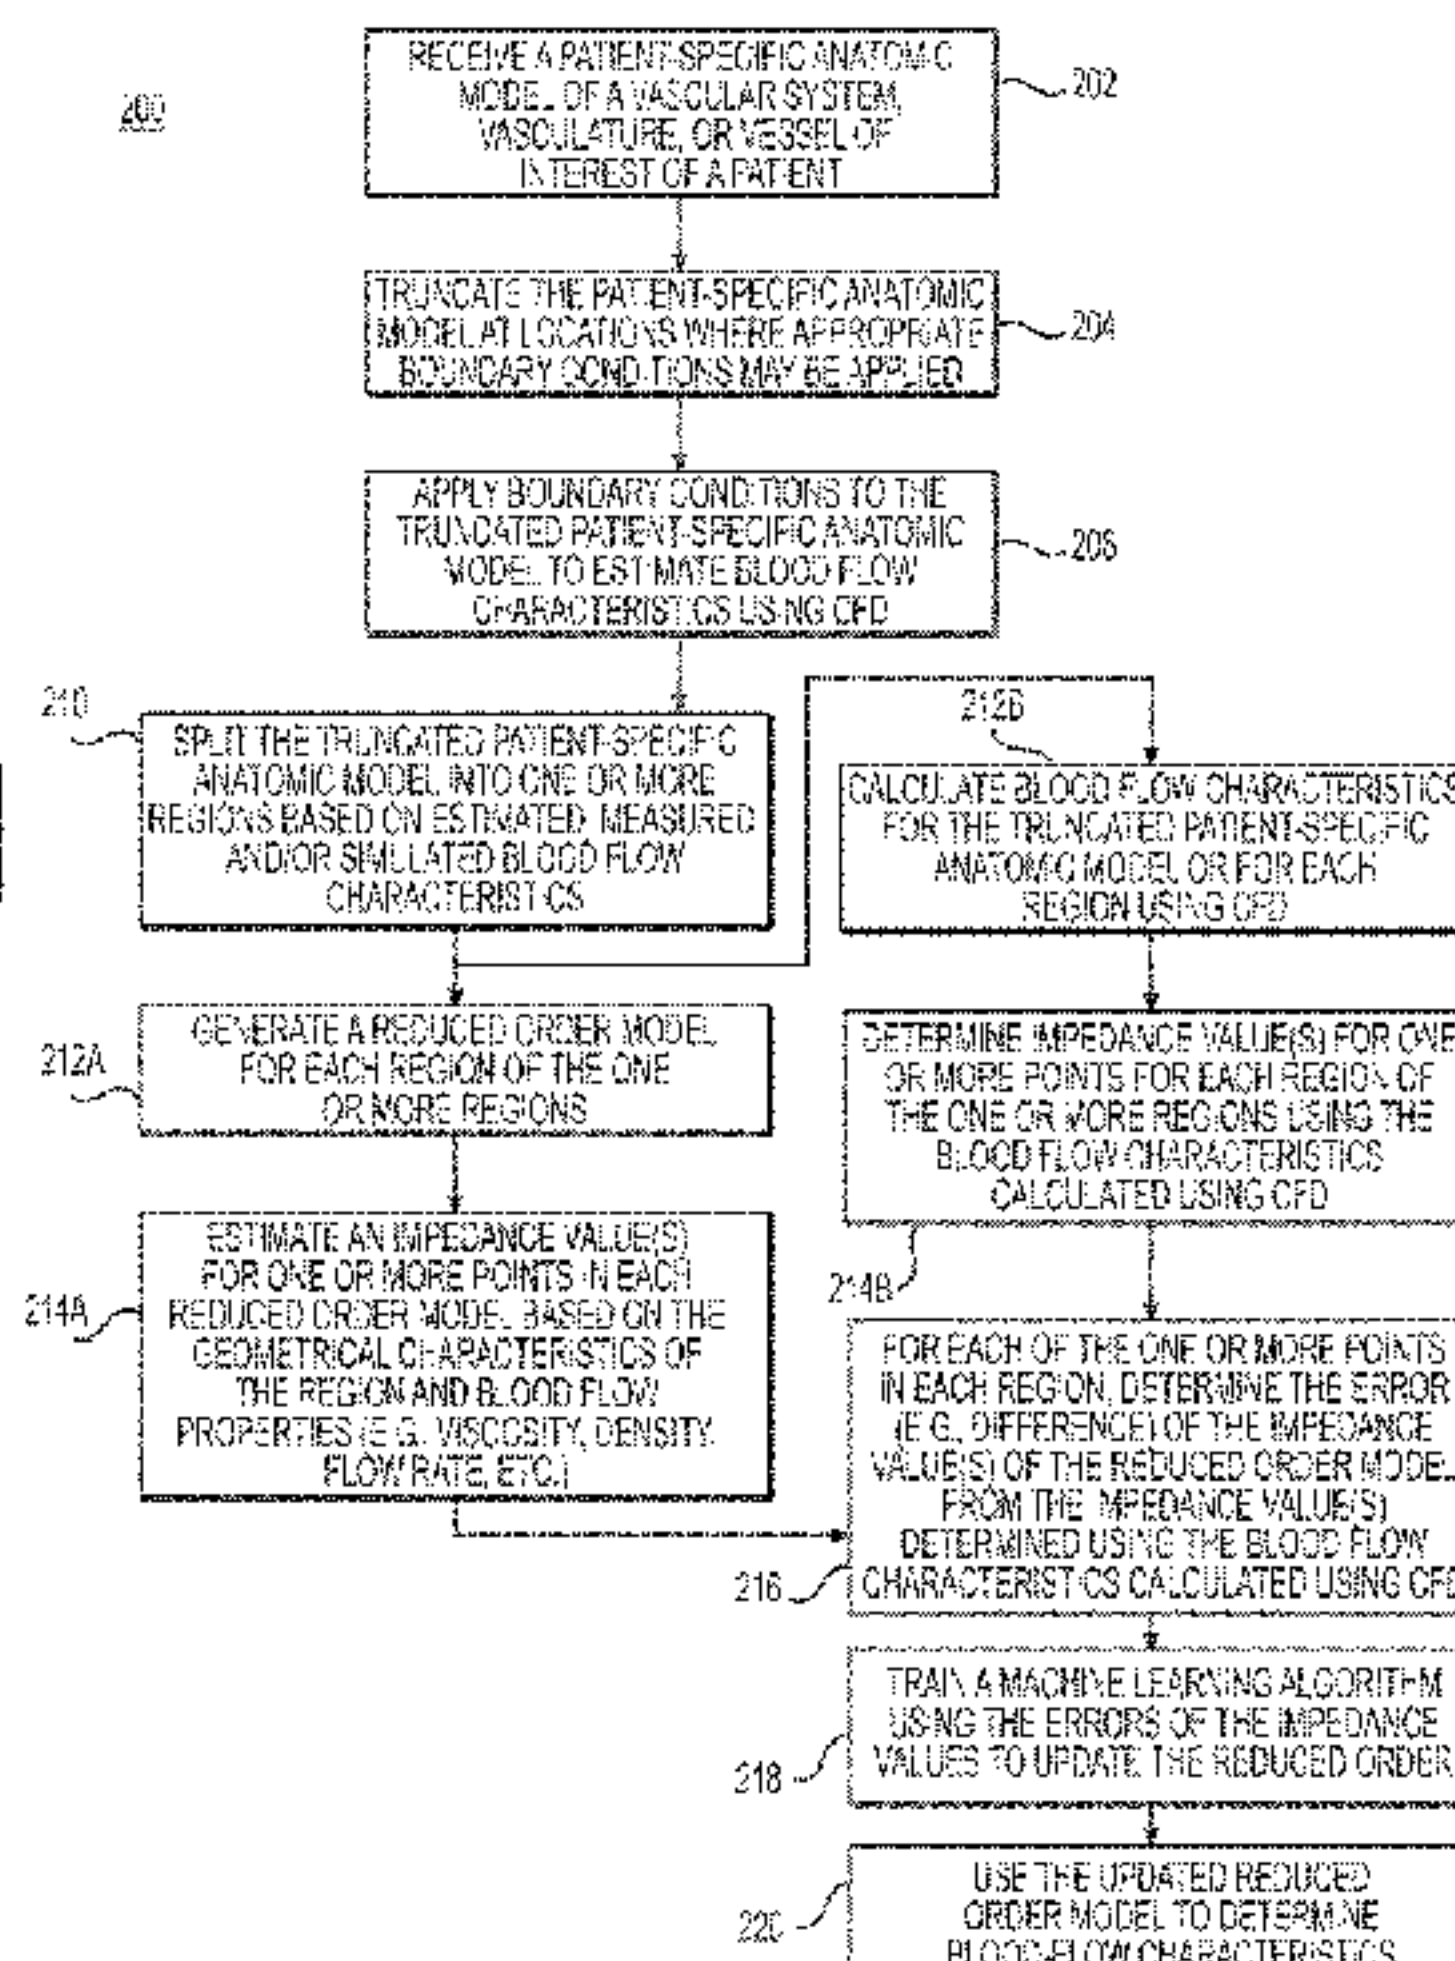 200
RECEIVE A PATIENT-SPECIFIC ANATOMIC
MODEL OF A VASCULAR SYSTEM,
VASCULATURE, OR VESSEL OF
INTEREST OF A PATIENT
202
TRUNCATE THE PATIENT-SPECIFIC ANATOMIC
MODEL AT LOCATIONS WHERE APPROPRIATE
BOUNDARY CONDITIONS MAY BE APPLIED
204
APPLY BOUNDARY CONDITIONS TO THE
TRUNCATED PATIENT-SPECIFIC ANATOMIC
MODEL TO ESTIMATE BLOOD FLOW
CHARACTERISTICS USING CFD
206
210
SPLIT THE TRUNCATED PATIENT-SPECIFIC
ANATOMIC MODEL INTO ONE OR MORE
REGIONS BASED ON ESTIMATED, MEASURED
AND/OR SIMULATED BLOOD FLOW
CHARACTERISTICS
212A
GENERATE A REDUCED ORDER MODEL
FOR EACH REGION OF THE ONE
OR MORE REGIONS
214A
ESTIMATE AN IMPEDANCE VALUE(S)
FOR ONE OR MORE POINTS IN EACH
REDUCED ORDER MODEL BASED ON THE
GEOMETRICAL CHARACTERISTICS OF
THE REGION AND BLOOD FLOW
PROPERTIES (E.G., VISCOSITY, DENSITY,
FLOW RATE, ETC.)
212B
CALCULATE BLOOD FLOW CHARACTERISTICS
FOR THE TRUNCATED PATIENT-SPECIFIC
ANATOMIC MODEL OR FOR EACH
REGION USING CFD
DETERMINE IMPEDANCE VALUE(S) FOR ONE
OR MORE POINTS FOR EACH REGION OF
THE ONE OR MORE REGIONS USING THE
BLOOD FLOW CHARACTERISTICS
CALCULATED USING CFD
214B
FOR EACH OF THE ONE OR MORE POINTS
IN EACH REGION, DETERMINE THE ERROR
(E.G., DIFFERENCE) OF THE IMPEDANCE
VALUE(S) OF THE REDUCED ORDER MODEL
FROM THE IMPEDANCE VALUE(S)
DETERMINED USING THE BLOOD FLOW
CHARACTERISTICS CALCULATED USING CFD
216
TRAIN A MACHINE LEARNING ALGORITHM
USING THE ERRORS OF THE IMPEDANCE
VALUES TO UPDATE THE REDUCED ORDER
218
USE THE UPDATED REDUCED
ORDER MODEL TO DETERMINE
BLOOD-FLOW CHARACTERISTICS
220